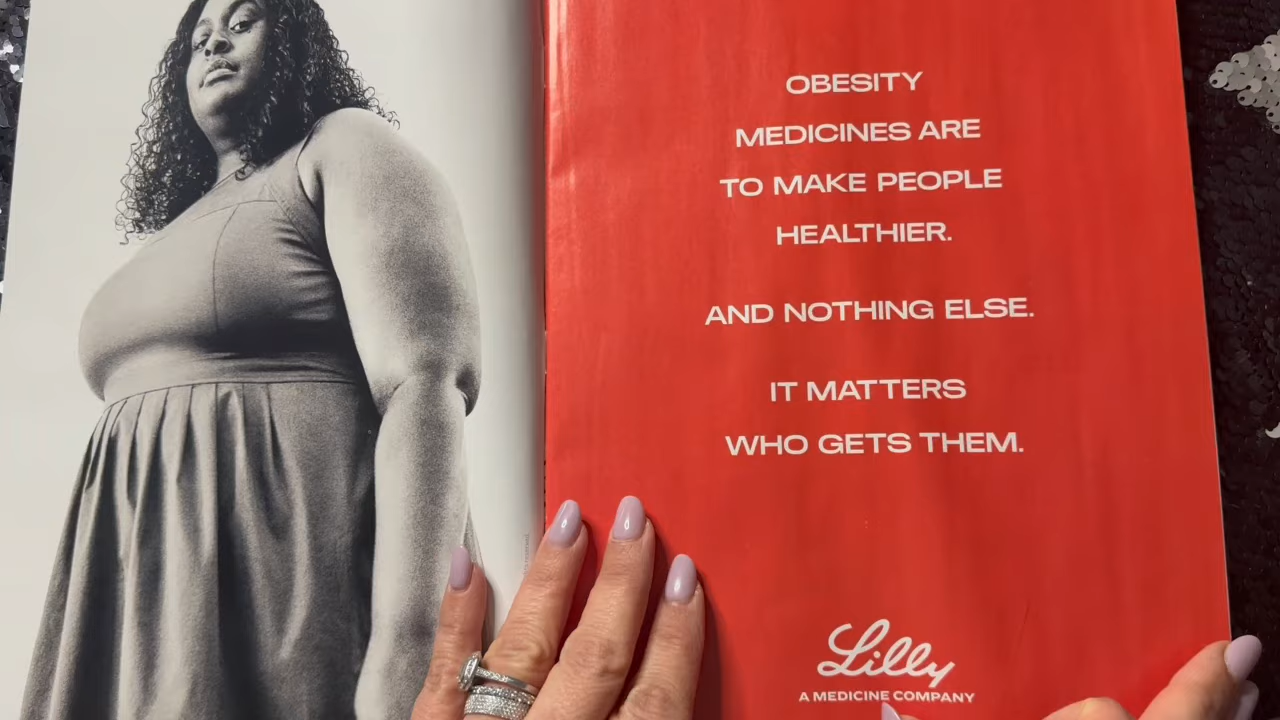 OBESITY
MEDICINES ARE
TO MAKE PEOPLE
HEALTHIER.
AND NOTHING ELSE.
IT MATTERS
WHO GETS THEM.
Lilly
A MEDICINE COMPANY